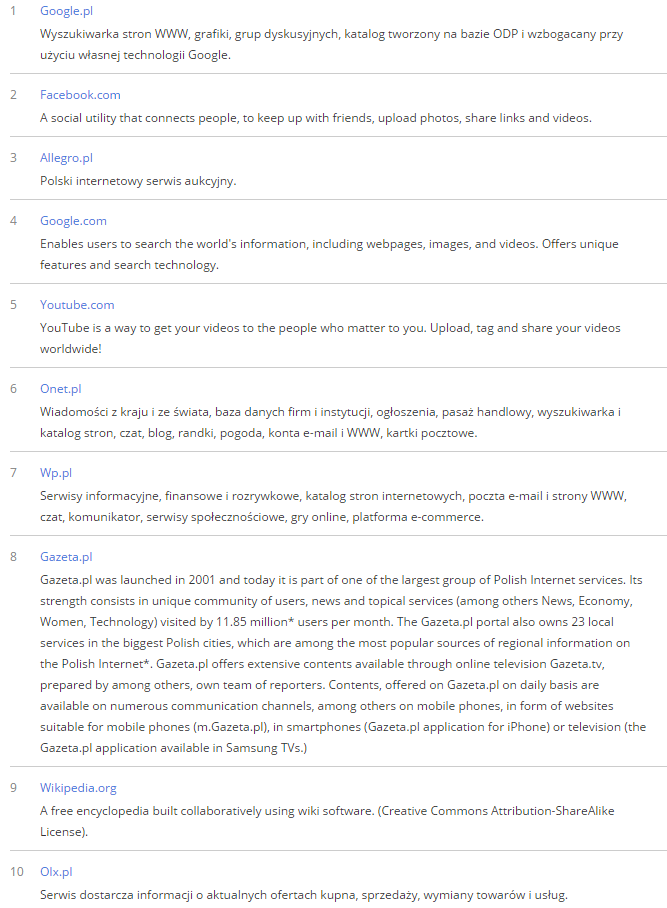 1 Google.pl
Wyszukiwarka stron WWW, grafiki, grup dyskusyjnych, katalog tworzony na bazie ODP i wzbogacany przy
użyciu własnej technologii Google.
2 Facebook.com
A social utility that connects people, to keep up with friends, upload photos, share links and videos.
3 Allegro.pl
Polski internetowy serwis aukcyjny.
4 Google.com
Enables users to search the world's information, including webpages, images, and videos. Offers unique
features and search technology.
5 Youtube.com
YouTube is a way to get your videos to the people who matter to you. Upload, tag and share your videos
worldwide!
6 Onet.pl
Wiadomości z kraju i ze świata, baza danych firm i instytucji, ogłoszenia, pasaż handlowy, wyszukiwarka i
katalog stron, czat, blog, randki, pogoda, konta e-mail i WWW, kartki pocztowe.
7 Wp.pl
Serwisy informacyjne, finansowe i rozrywkowe, katalog stron internetowych, poczta e-mail i strony WWW,
czat, komunikator, serwisy społecznościowe, gry online, platforma e-commerce.
8 Gazeta.pl
Gazeta.pl was launched in 2001 and today it is part of one of the largest group of Polish Internet services. Its
strength consists in unique community of users, news and topical services (among others News, Economy,
Women, Technology) visited by 11.85 million* users per month. The Gazeta.pl portal also owns 23 local
services in the biggest Polish cities, which are among the most popular sources of regional information on
the Polish Internet*. Gazeta.pl offers extensive contents available through online television Gazeta.tv,
prepared by among others, own team of reporters. Contents, offered on Gazeta.pl on daily basis are
available on numerous communication channels, among others on mobile phones, in form of websites
suitable for mobile phones (m.Gazeta.pl), in smartphones (Gazeta.pl application for iPhone) or television (the
Gazeta.pl application available in Samsung TVs.)
9 Wikipedia.org
A free encyclopedia built collaboratively using wiki software. (Creative Commons Attribution-ShareAlike
License).
10 Olx.pl
Serwis dostarcza informacji o aktualnych ofertach kupna, sprzedaży, wymiany towarów i usług.